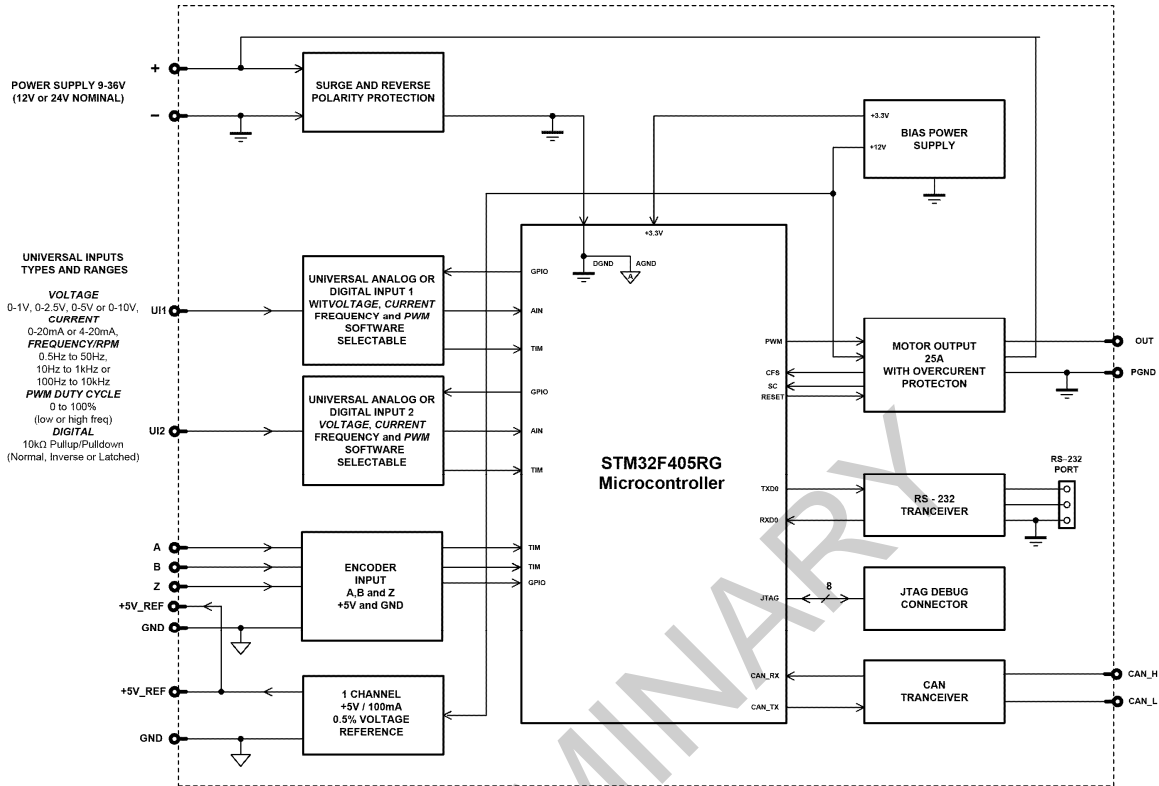 POWER SUPPLY 9-36V
(12V or 24V NOMINAL)
+
−
SURGE AND REVERSE
POLARITY PROTECTION
+3.3V
+12V
BIAS POWER
SUPPLY
UNIVERSAL INPUTS
TYPES AND RANGES
VOLTAGE
0-1V, 0-2.5V, 0-5V or 0-10V,
CURRENT
0-20mA or 4-20mA,
FREQUENCY/RPM
0.5Hz to 50Hz,
10Hz to 1kHz or
100Hz to 10kHz
PWM DUTY CYCLE
0 to 100%
(low or high freq)
DIGITAL
10kΩ Pullup/Pulldown
(Normal, Inverse or Latched)
UI1
UI2
UNIVERSAL ANALOG OR
DIGITAL INPUT 1
WITVOLTAGE, CURRENT
FREQUENCY and PWM
SOFTWARE
SELECTABLE
UNIVERSAL ANALOG OR
DIGITAL INPUT 2
VOLTAGE, CURRENT
FREQUENCY and PWM
SOFTWARE
SELECTABLE
A
B
Z
+5V_REF
GND
ENCODER
INPUT
A,B and Z
+5V and GND
+5V_REF
GND
1 CHANNEL
+5V / 100mA
0.5% VOLTAGE
REFERENCE
+3.3V
DGND
AGND
A
GPIO
AIN
TIM
GPIO
AIN
TIM
TIM
TIM
GPIO
STM32F405RG
Microcontroller
PWM
CFS
SC
RESET
TXD0
RXD0
JTAG
CAN_RX
CAN_TX
MOTOR OUTPUT
25A
WITH OVERCURENT
PROTECTON
OUT
PGND
RS - 232
TRANCEIVER
RS-232
PORT
8
JTAG DEBUG
CONNECTOR
CAN
TRANCEIVER
CAN_H
CAN_L
MINARY